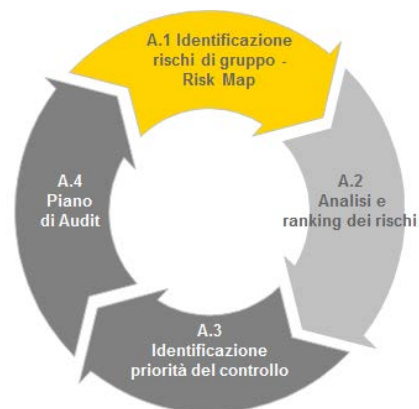 A.1 Identificazione
rischi di gruppo -
Risk Map
A.2
Analisi e
ranking dei rischi
A.3
Identificazione
priorità del controllo
A.4
Piano
di Audit